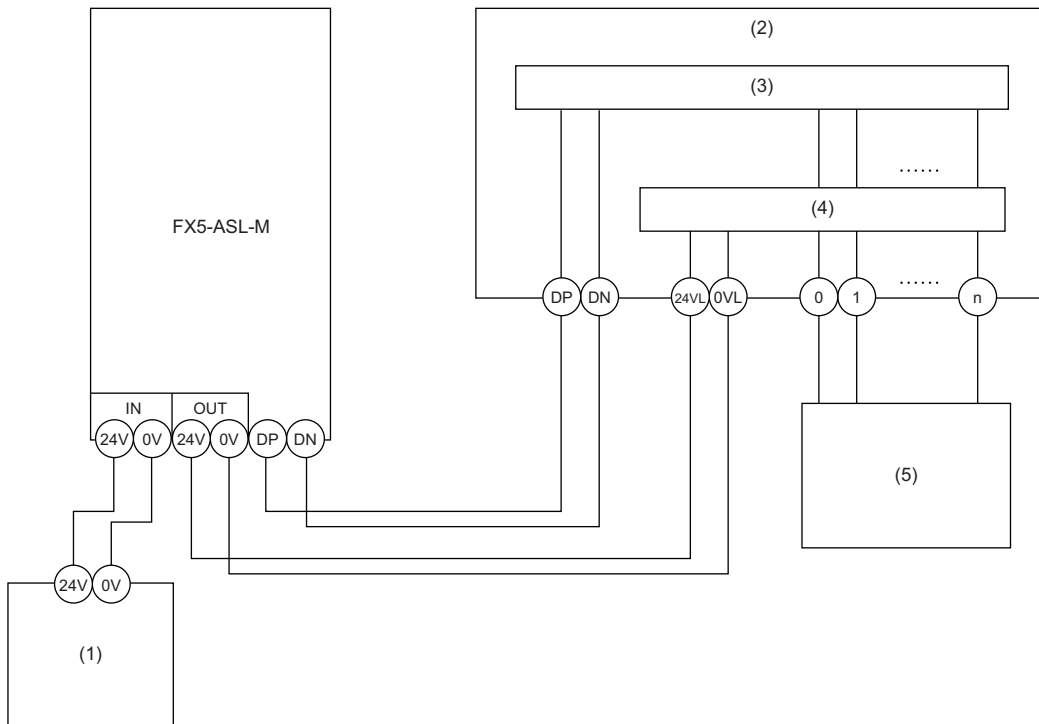 (2)
(3)
......
(4)
FX5-ASL-M
DP DN 24VL 0VL 0 1 ...... n
IN OUT
24V 0V 24V 0V DP DN
(5)
24V 0V
(1)